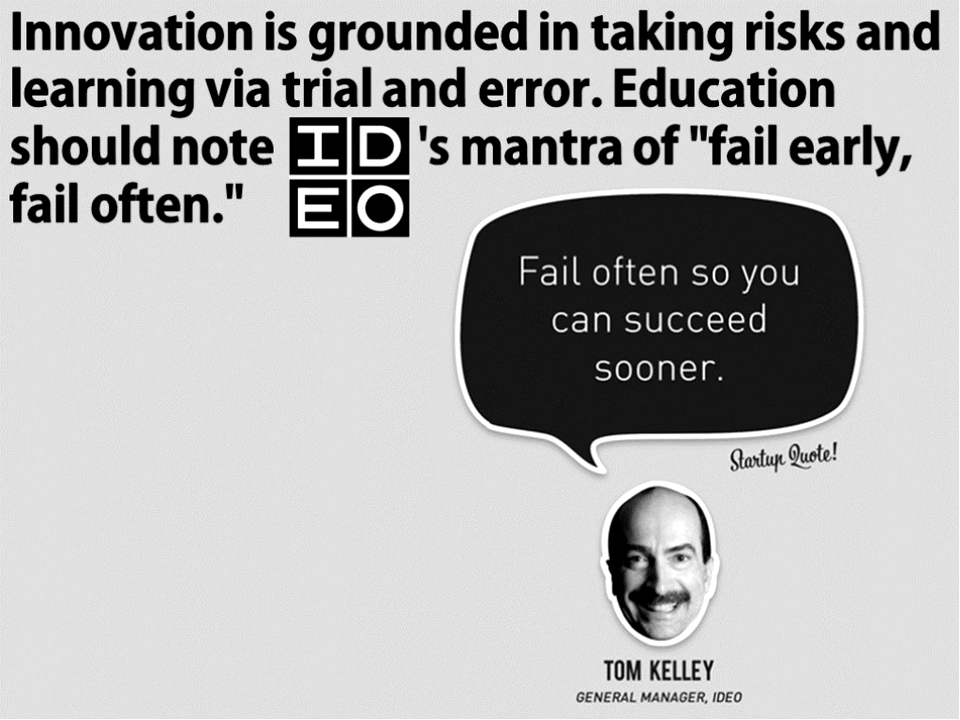 Innovation is grounded in taking risks and
learning via trial and error. Education
should note IDEO's mantra of "fail early,
fail often."
Fail often so you
can succeed
sooner.
Startup Quote!
TOM KELLEY
GENERAL MANAGER, IDEO